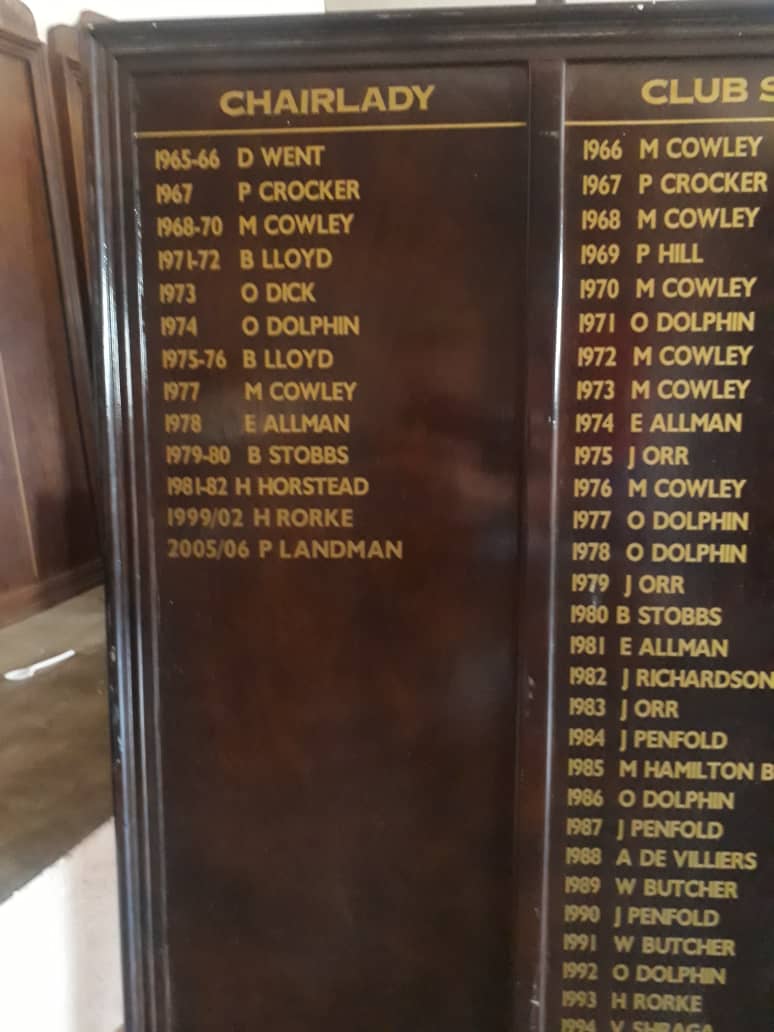 CHAIRLADY
1965-66 D WENT
1967 P CROCKER
1968-70 M COWLEY
1971-72 B LLOYD
1973 O DICK
1974 O DOLPHIN
1975-76 B LLOYD
1977 M COWLEY
1978 E ALLMAN
1979-80 B STOBBS
1981-82 H HORSTEAD
1999/02 H RORKE
2005/06 P LANDMAN
CLUB S
1966 M COWLEY
1967 P CROCKER
1968 M COWLEY
1969 P HILL
1970 M COWLEY
1971 O DOLPHIN
1972 M COWLEY
1973 M COWLEY
1974 E ALLMAN
1975 J ORR
1976 M COWLEY
1977 O DOLPHIN
1978 O DOLPHIN
1979 J ORR
1980 B STOBBS
1981 E ALLMAN
1982 J RICHARDSON
1983 J ORR
1984 J PENFOLD
1985 M HAMILTON B
1986 O DOLPHIN
1987 J PENFOLD
1988 A DE VILLIERS
1989 W BUTCHER
1990 J PENFOLD
1991 W BUTCHER
1992 O DOLPHIN
1993 H RORKE
1994